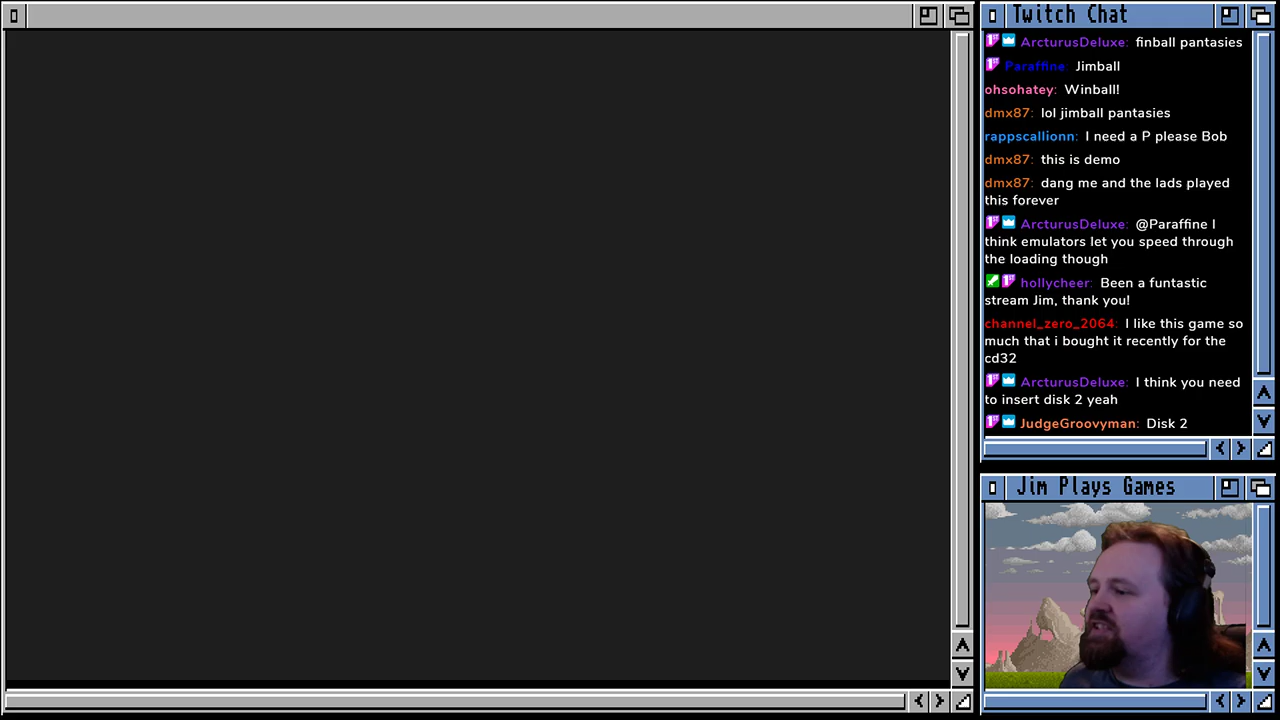 Twitch Chat
ArcturusDeluxe: finball pantasies
Paraffine: Jimball
ohsohatey: Winball!
dmx87: lol jimball pantasies
rappscallionn: I need a P please Bob
dmx87: this is demo
dmx87: dang me and the lads played
this forever
ArcturusDeluxe: @Paraffine I
think emulators let you speed through
the loading though
hollycheer: Been a funtastic
stream Jim, thank you!
channel_zero_2064: I like this game so
much that i bought it recently for the
cd32
ArcturusDeluxe: I think you need
to insert disk 2 yeah
JudgeGroovyman: Disk 2
Jim Plays Games